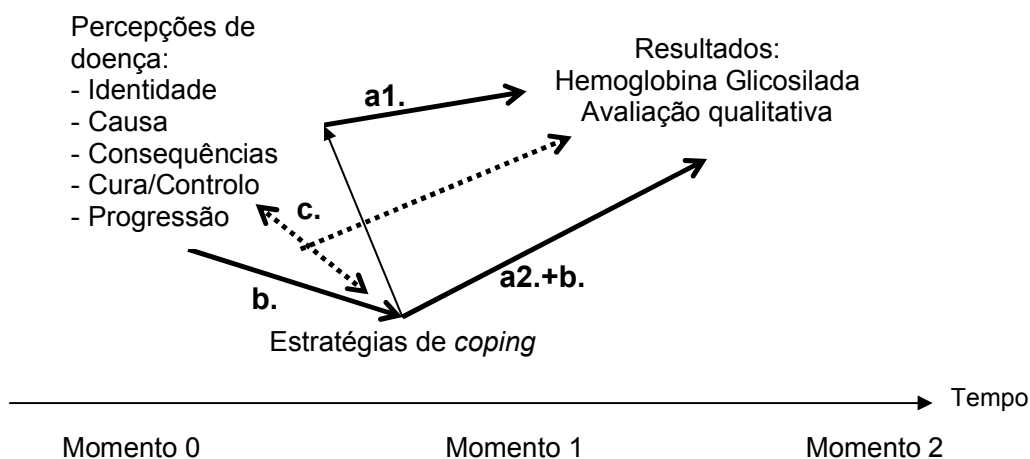 Percepções de
doença:
- Identidade
- Causa
- Consequências
- Cura/Controlo
- Progressão
Resultados:
Hemoglobina Glicosilada
Avaliação qualitativa
a1.
c.
b.
a2.+b.
Estratégias de coping
Tempo
Momento 0
Momento 1
Momento 2